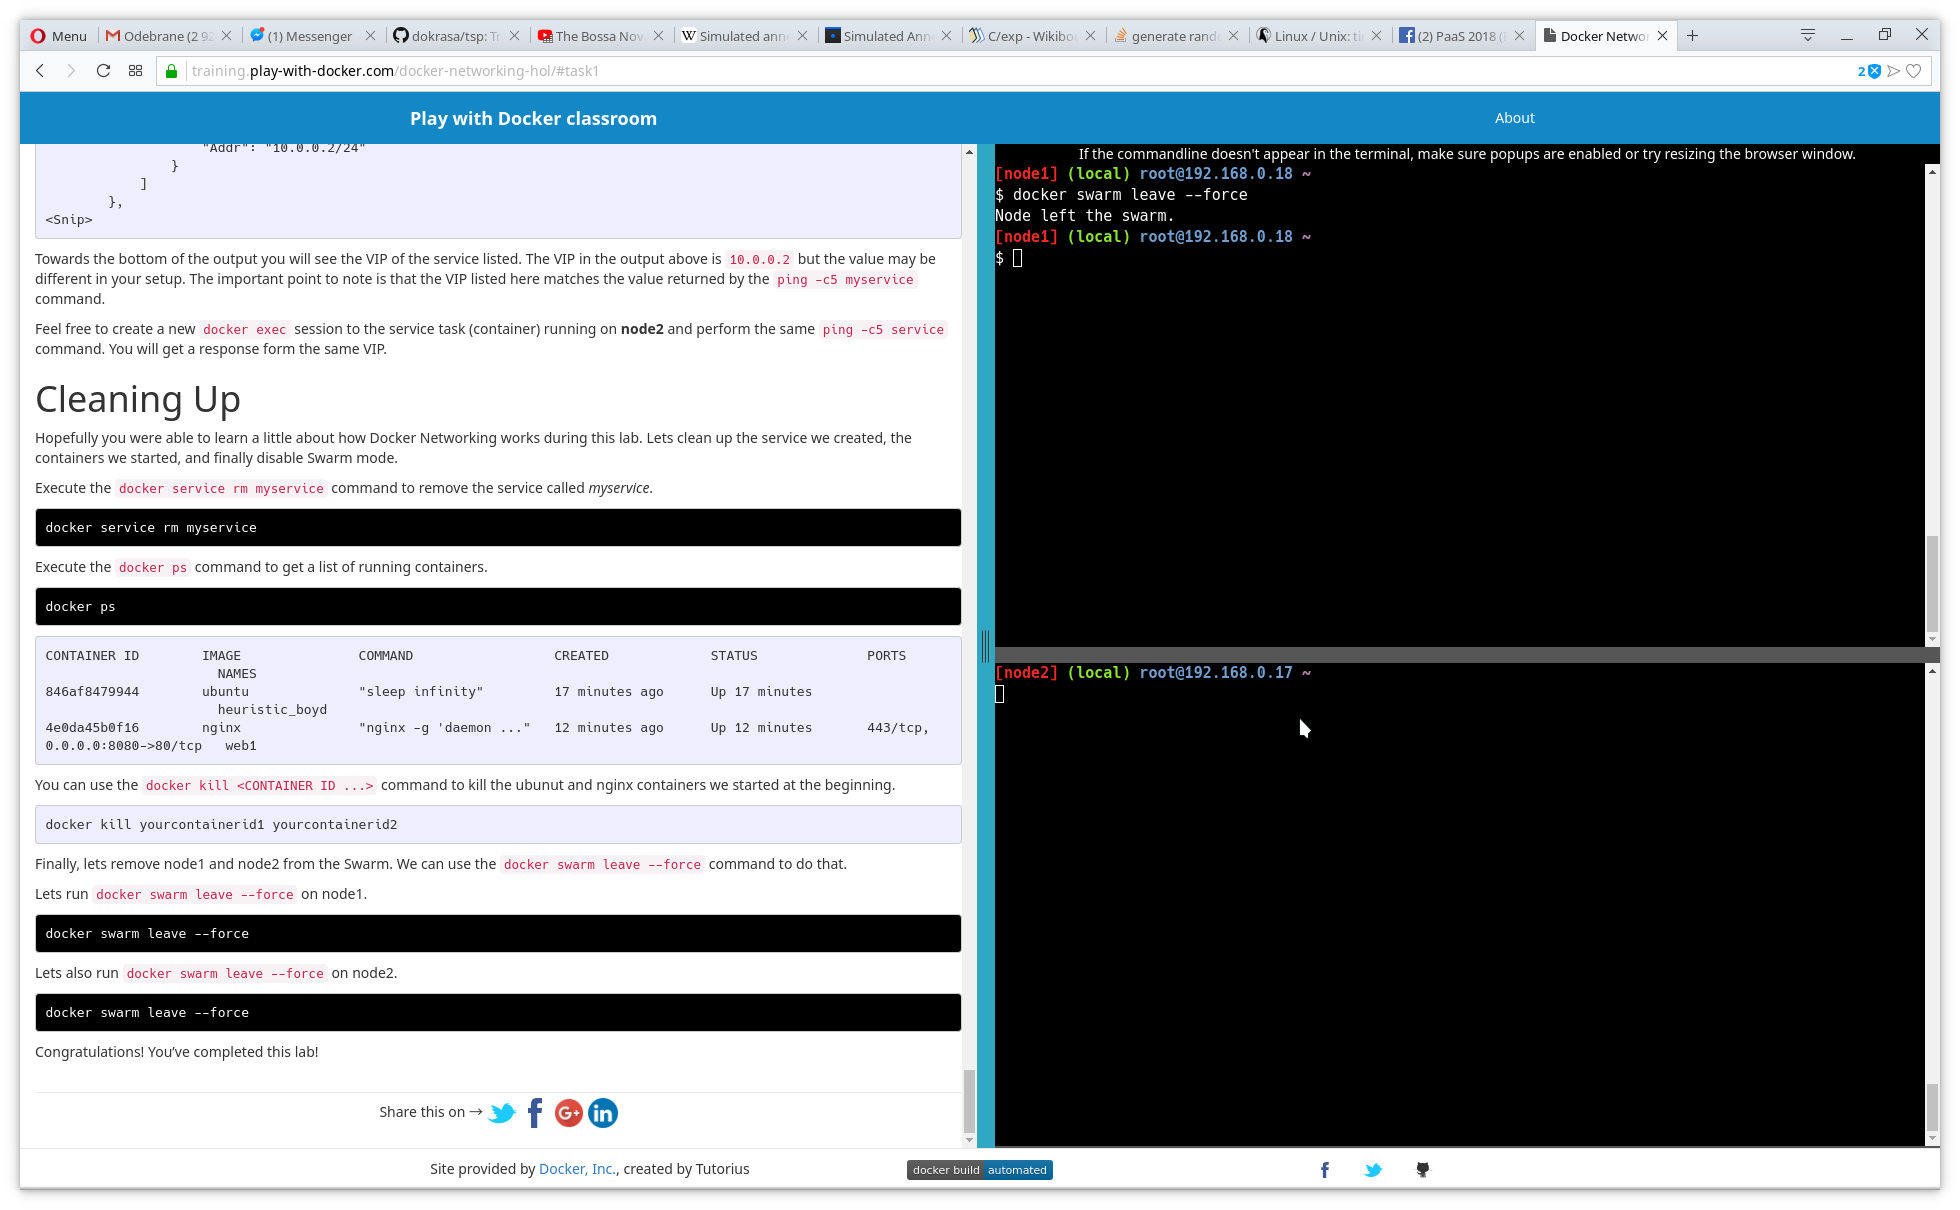 Menu
Odebrane (2 92
(1) Messenger
dokrasa/tsp: Tr
The Bossa Nov
Simulated anne
Simulated Anne
C/exp - Wikiboo
generate rando
Linux / Unix: ti
(2) PaaS 2018 (
Docker Networ
training.play-with-docker.com/docker-networking-hol/#task1
2
Play with Docker classroom
About
"Addr": "10.0.0.2/24"
}
]
},
<Snip>
Towards the bottom of the output you will see the VIP of the service listed. The VIP in the output above is 10.0.0.2 but the value may be
different in your setup. The important point to note is that the VIP listed here matches the value returned by the ping -c5 myservice
command.
Feel free to create a new docker exec session to the service task (container) running on node2 and perform the same ping -c5 service
command. You will get a response form the same VIP.
Cleaning Up
Hopefully you were able to learn a little about how Docker Networking works during this lab. Lets clean up the service we created, the
containers we started, and finally disable Swarm mode.
Execute the docker service rm myservice command to remove the service called myservice.
docker service rm myservice
Execute the docker ps command to get a list of running containers.
docker ps
CONTAINER ID        IMAGE               COMMAND                  CREATED             STATUS              PORTS
NAMES
846af8479944        ubuntu              "sleep infinity"         17 minutes ago      Up 17 minutes
heuristic_boyd
4e0da45b0f16        nginx               "nginx -g 'daemon ..."   12 minutes ago      Up 12 minutes       443/tcp,
0.0.0.0:8080->80/tcp   web1
You can use the docker kill <CONTAINER ID ...> command to kill the ubunut and nginx containers we started at the beginning.
docker kill yourcontainerid1 yourcontainerid2
Finally, lets remove node1 and node2 from the Swarm. We can use the docker swarm leave --force command to do that.
Lets run docker swarm leave --force on node1.
docker swarm leave --force
Lets also run docker swarm leave --force on node2.
docker swarm leave --force
Congratulations! You've completed this lab!
Share this on →
If the commandline doesn't appear in the terminal, make sure popups are enabled or try resizing the browser window.
[node1] (local) root@192.168.0.18 ~
$ docker swarm leave --force
Node left the swarm.
[node1] (local) root@192.168.0.18 ~
$
[node2] (local) root@192.168.0.17 ~
Site provided by Docker, Inc., created by Tutorius
docker build automated